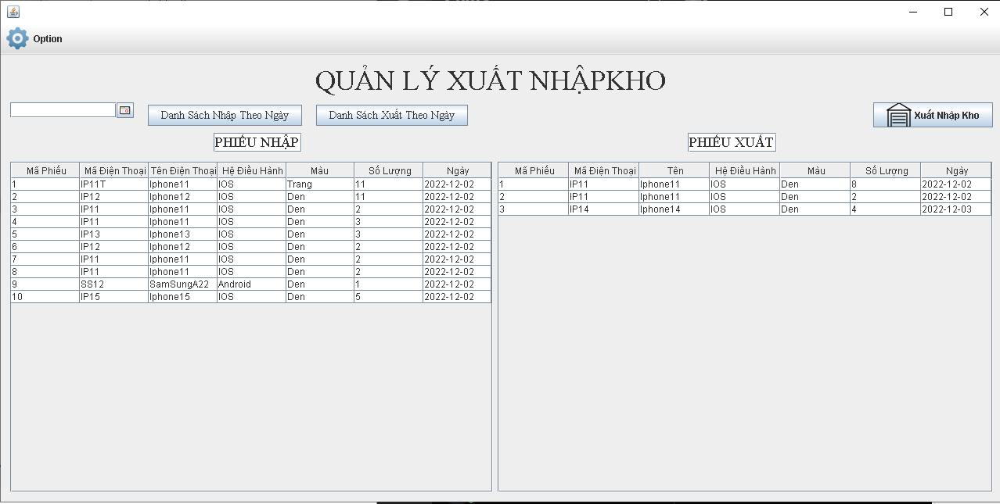 Option
QUẢN LÝ XUẤT NHẬPKHO
Danh Sách Nhập Theo Ngày Danh Sách Xuất Theo Ngày Xuất Nhập Kho
PHIẾU NHẬP PHIẾU XUẤT
Mã Phiếu Mã Điện Thoại Tên Điện Thoại Hệ Điều Hành Màu Số Lượng Ngày
1 IP11T Iphone11 IOS Trang 11 2022-12-02
2 IP12 Iphone12 IOS Den 11 2022-12-02
3 IP11 Iphone11 IOS Den 2 2022-12-02
4 IP11 Iphone11 IOS Den 3 2022-12-02
5 IP13 Iphone13 IOS Den 3 2022-12-02
6 IP12 Iphone12 IOS Den 2 2022-12-02
7 IP11 Iphone11 IOS Den 2 2022-12-02
8 IP11 Iphone11 IOS Den 2 2022-12-02
9 SS12 SamSungA22 Android Den 1 2022-12-02
10 IP15 Iphone15 IOS Den 5 2022-12-02
Mã Phiếu Mã Điện Thoại Tên Hệ Điều Hành Màu Số Lượng Ngày
1 IP11 Iphone11 IOS Den 8 2022-12-02
2 IP11 Iphone11 IOS Den 2 2022-12-02
3 IP14 Iphone14 IOS Den 4 2022-12-03